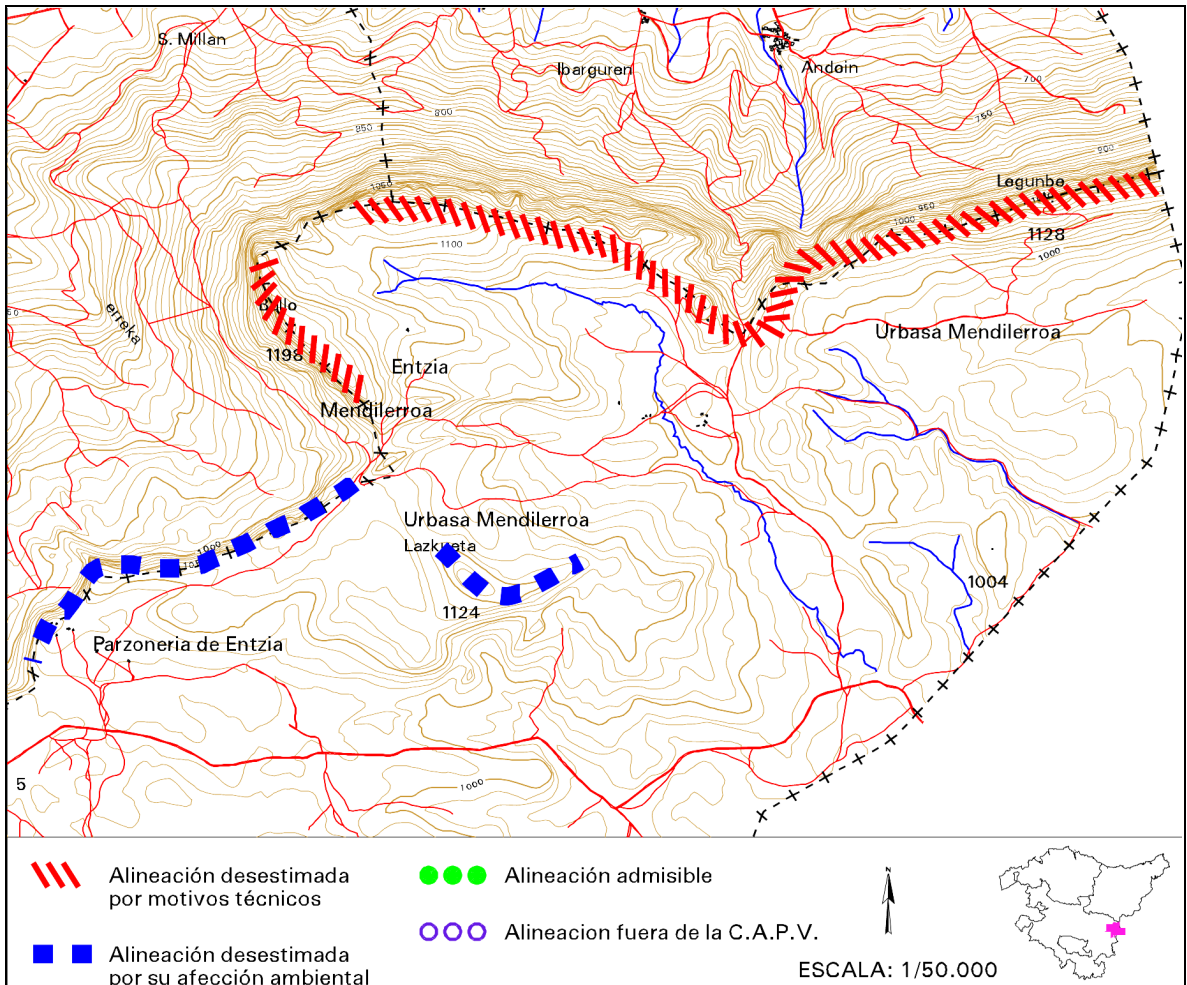 S. Millan
Ibarguren
Andoin
700
750
800
850
900
Legunbe
1050
950
1000
1128
1100
1000
erreka
1198
Urbasa Mendilerroa
Entzia
Mendilerroa
Urbasa Mendilerroa
Lazkueta
1000
1004
1124
Parzoneria de Entzia
5
1000
Alineación desestimada
por motivos técnicos
Alineación admisible
Alineacion fuera de la C.A.P.V.
Alineación desestimada
por su afección ambiental
N
ESCALA: 1/50.000